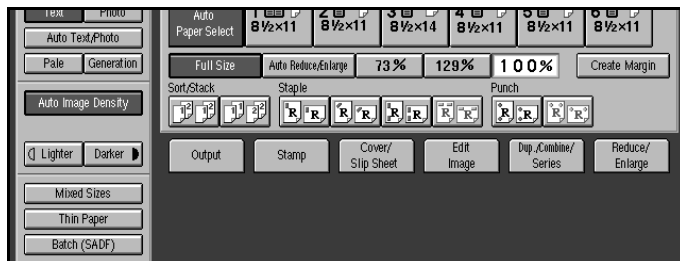 Text Photo
Auto Text/Photo
Pale Generation
Auto Image Density
Lighter Darker
Mixed Sizes
Thin Paper
Batch (SADF)
Auto Paper Select
1 2 3 4 5 6
8½×11 8½×11 8½×14 8½×11 8½×11 8½×11
Full Size Auto Reduce/Enlarge 73% 129% 100% Create Margin
Sort/Stack Staple Punch
Output
Stamp
Cover/
Slip Sheet
Edit
Image
Dup./Combine/
Series
Reduce/
Enlarge